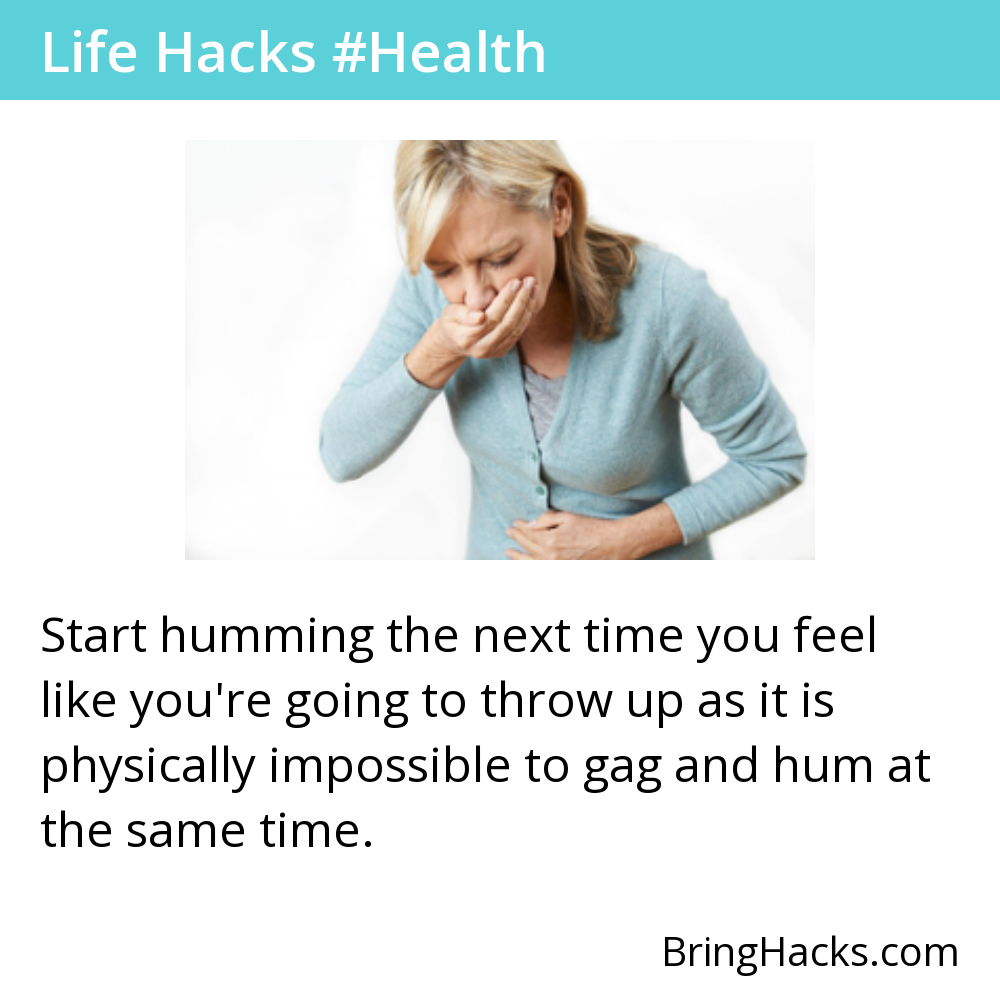 Life Hacks #Health
Start humming the next time you feel
like you're going to throw up as it is
physically impossible to gag and hum at
the same time.
BringHacks.com